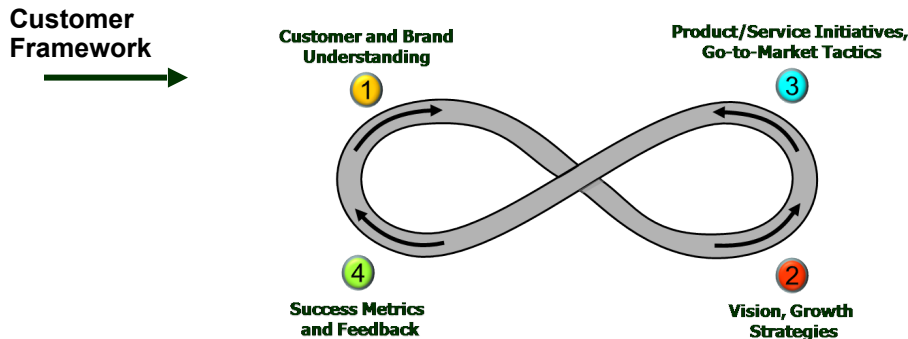 Customer
Framework
Customer and Brand
Understanding
1
Product/Service Initiatives,
Go-to-Market Tactics
3
4
Success Metrics
and Feedback
2
Vision, Growth
Strategies